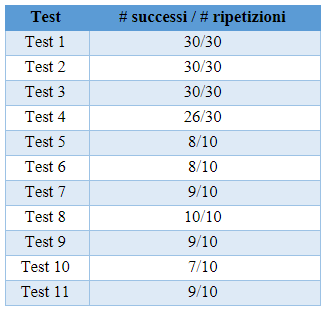 Test # successi / # ripetizioni
Test 1 30/30
Test 2 30/30
Test 3 30/30
Test 4 26/30
Test 5 8/10
Test 6 8/10
Test 7 9/10
Test 8 10/10
Test 9 9/10
Test 10 7/10
Test 11 9/10